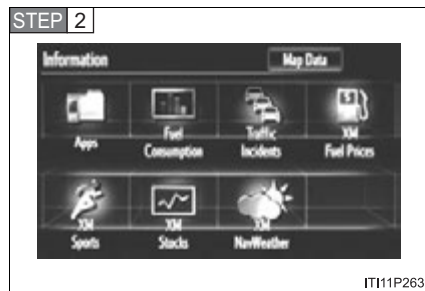 STEP 2
Information Map Data
Apps
Fuel
Consumption
Traffic
Incidents
XM
Fuel Prices
XM
Sports
XM
Stocks
XM
NavWeather
ITI11P263